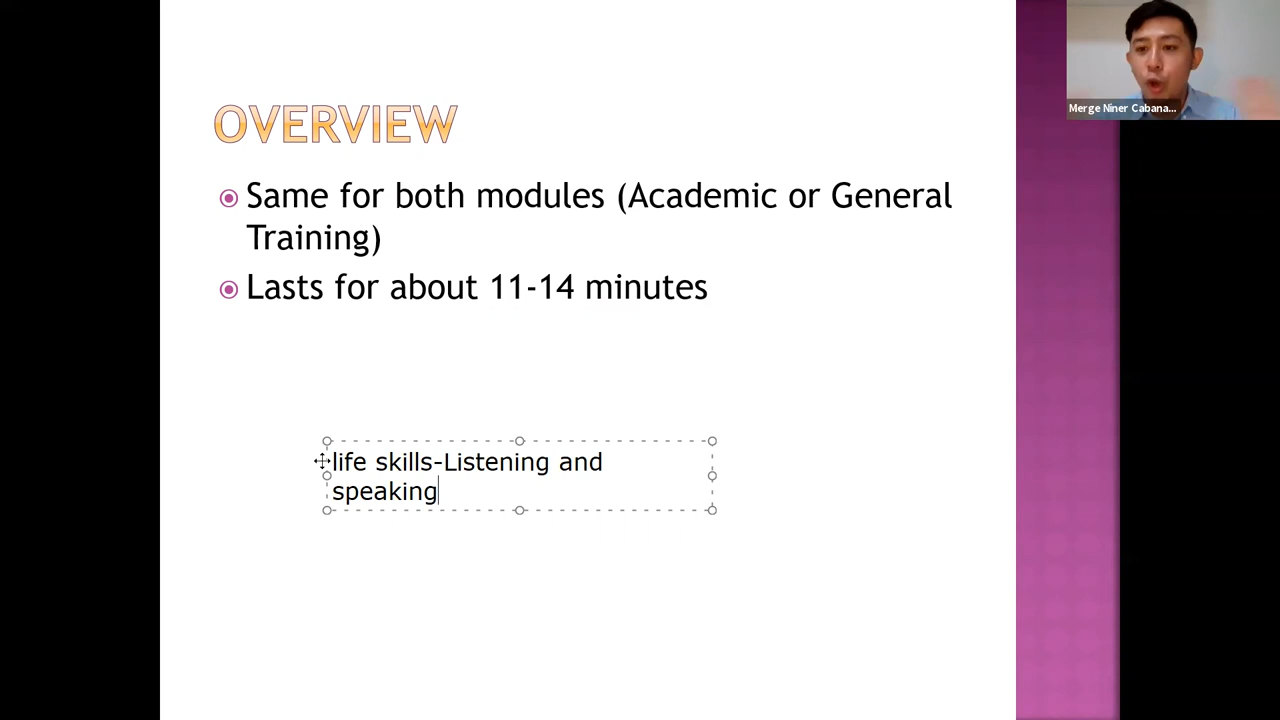 Merge Niner Cabana...
OVERVIEW
Same for both modules (Academic or General
Training)
Lasts for about 11-14 minutes
life skills-Listening and
speaking